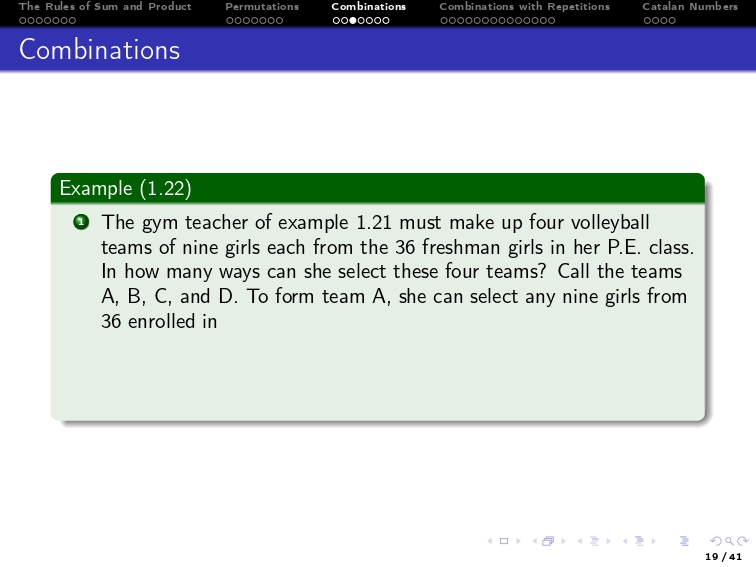 The Rules of Sum and Product Permutations Combinations Combinations with Repetitions Catalan Numbers
Combinations
Example (1.22)
1 The gym teacher of example 1.21 must make up four volleyball
teams of nine girls each from the 36 freshman girls in her P.E. class.
In how many ways can she select these four teams? Call the teams
A, B, C, and D. To form team A, she can select any nine girls from
36 enrolled in
19 / 41